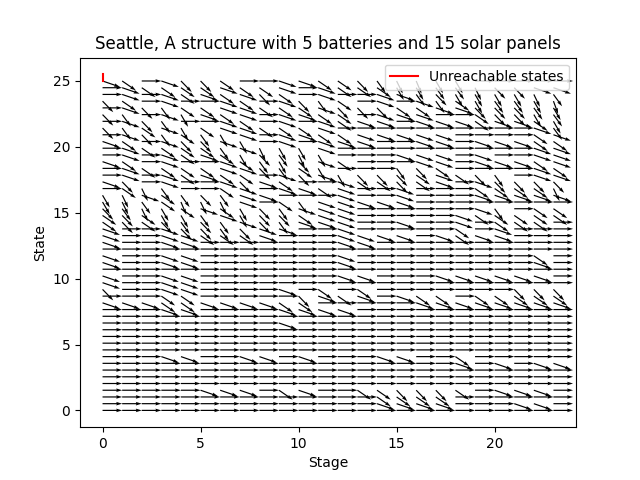 Seattle, A structure with 5 batteries and 15 solar panels
Unreachable states
25
20
15
10
5
0
State
0 5 10 15 20
Stage